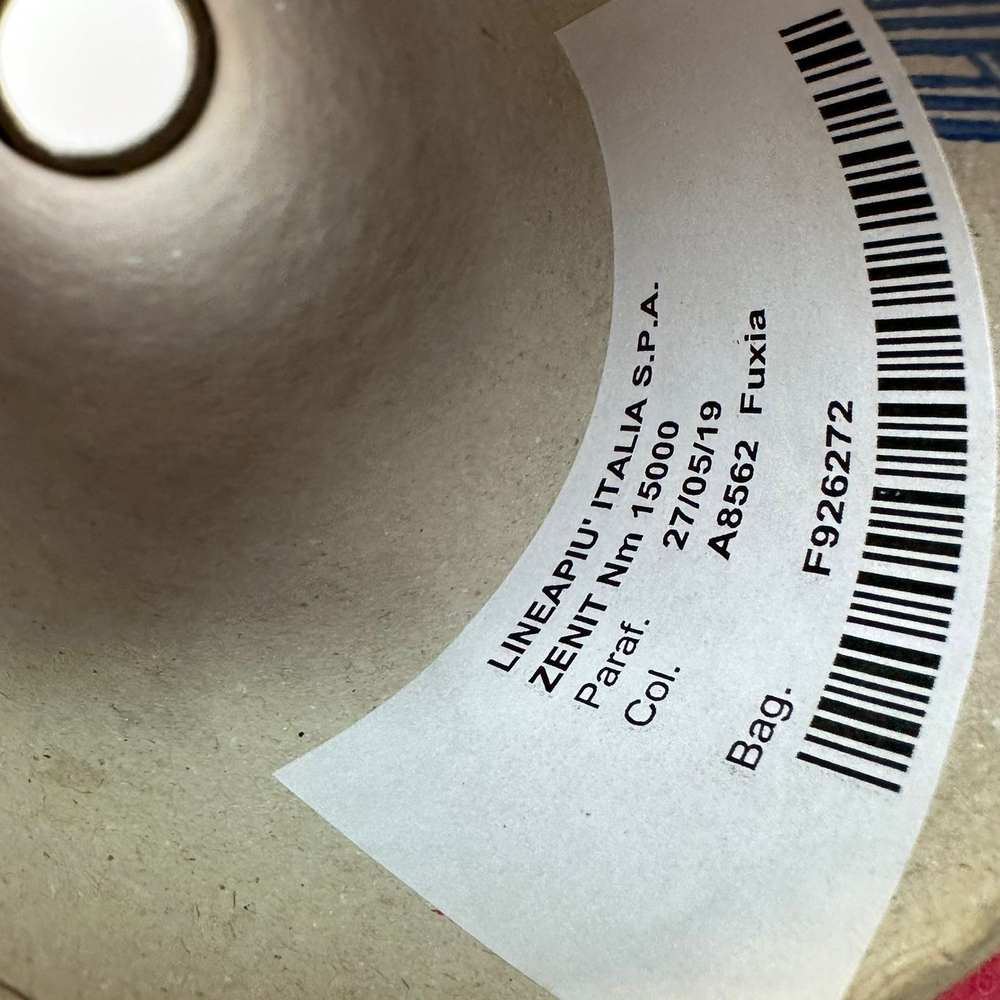 LINEAPIU' ITALIA S.P.A.
ZENIT Nm 15000
Paraf. 27/05/19
Col. A8562 Fuxia
Bag. F926272